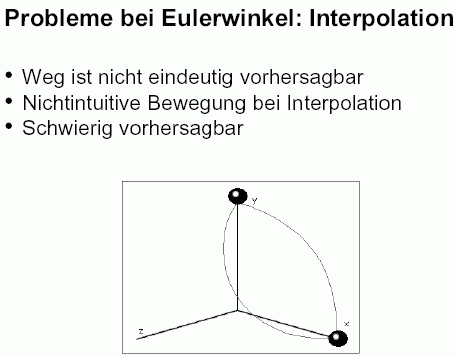 Probleme bei Eulerwinkel: Interpolation
• Weg ist nicht eindeutig vorhersagbar
• Nichtintuitive Bewegung bei Interpolation
• Schwierig vorhersagbar
y
x
z